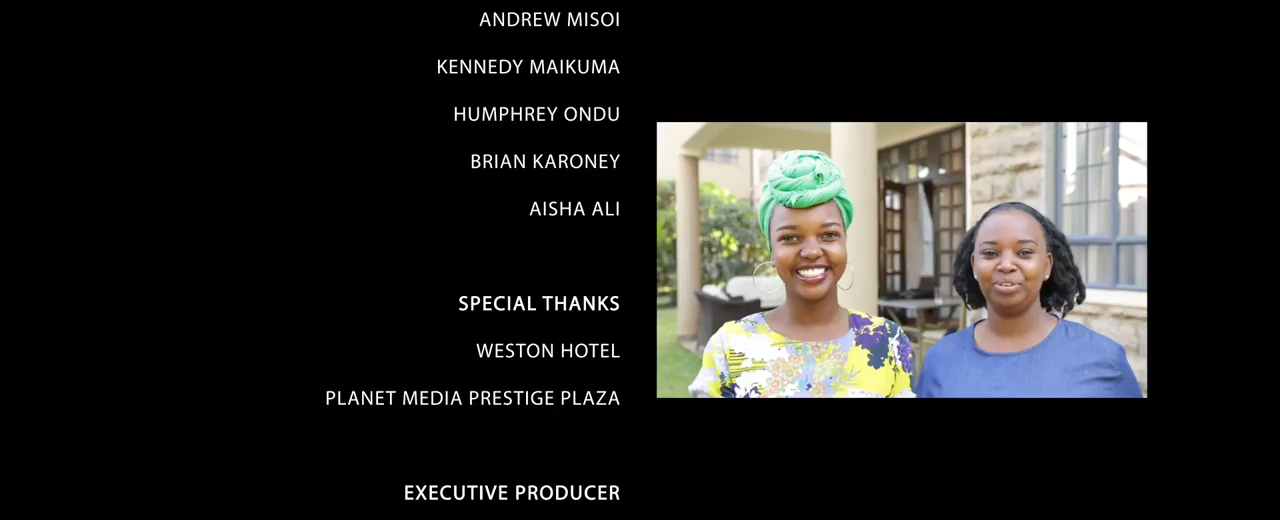 ANDREW MISOI
KENNEDY MAIKUMA
HUMPHREY ONDU
BRIAN KARONEY
AISHA ALI
SPECIAL THANKS
WESTON HOTEL
PLANET MEDIA PRESTIGE PLAZA
EXECUTIVE PRODUCER